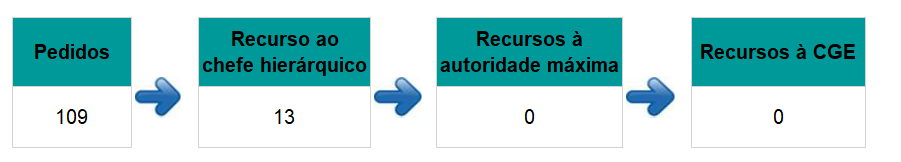 Pedidos
109
Recurso ao
chefe hierárquico
13
Recursos à
autoridade máxima
0
Recursos à CGE
0